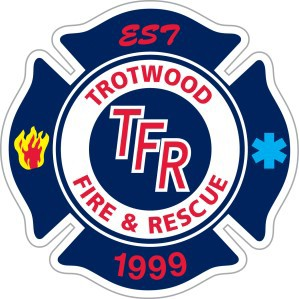 EST
TROTWOOD
TFR
FIRE & RESCUE
1999